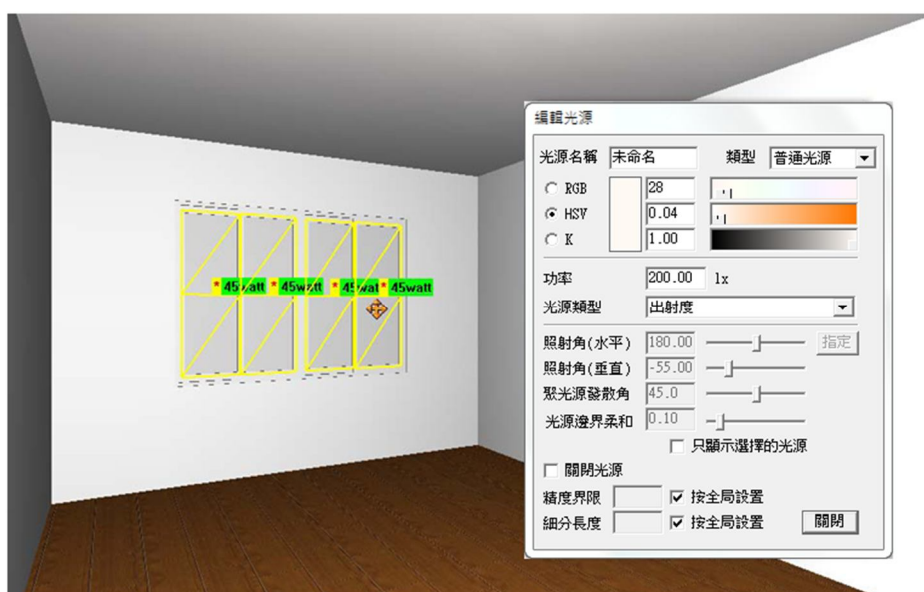 編輯光源
光源名稱 未命名 類型 普通光源
RGB 28
HSV 0.04
K 1.00
功率 200.00 lx
光源類型 出射度
照射角(水平) 180.00 指定
照射角(垂直) -55.00
聚光源發散角 45.0
光源邊界柔和 0.10
只顯示選擇的光源
關閉光源
精度界限 按全局設置
細分長度 按全局設置 關閉
* 45watt * 45watt * 45watt * 45watt